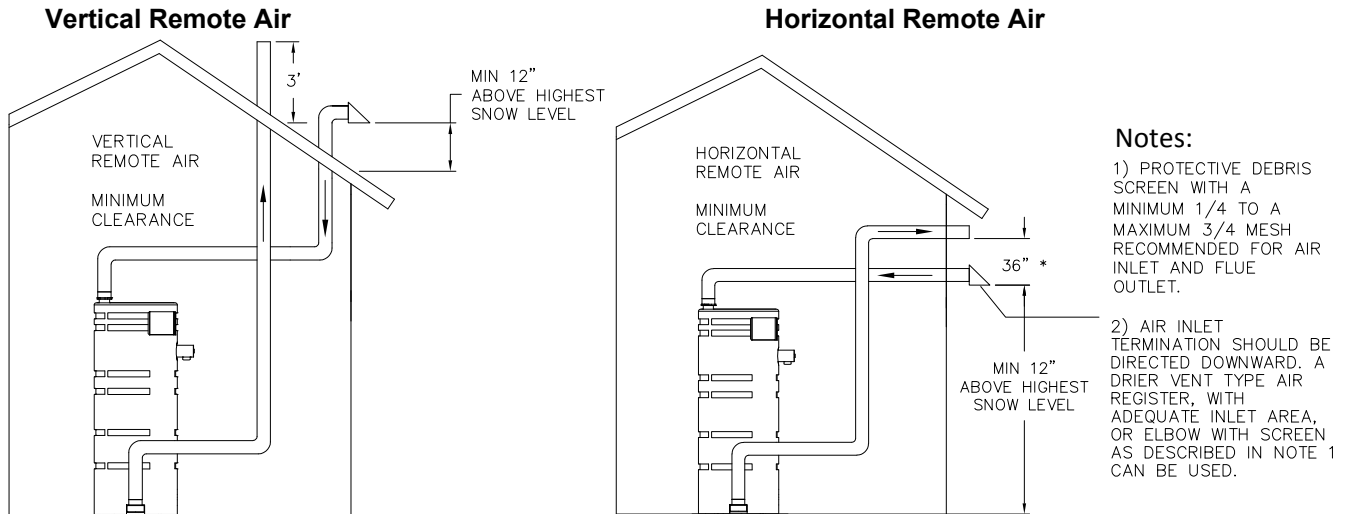 Vertical Remote Air
3'
MIN 12"
ABOVE HIGHEST
SNOW LEVEL
VERTICAL
REMOTE AIR
MINIMUM
CLEARANCE
Horizontal Remote Air
HORIZONTAL
REMOTE AIR
MINIMUM
CLEARANCE
36" *
MIN 12"
ABOVE HIGHEST
SNOW LEVEL
Notes:
1) PROTECTIVE DEBRIS
SCREEN WITH A
MINIMUM 1/4 TO A
MAXIMUM 3/4 MESH
RECOMMENDED FOR AIR
INLET AND FLUE
OUTLET.
2) AIR INLET
TERMINATION SHOULD BE
DIRECTED DOWNWARD. A
DRIER VENT TYPE AIR
REGISTER, WITH
ADEQUATE INLET AREA,
OR ELBOW WITH SCREEN
AS DESCRIBED IN NOTE 1
CAN BE USED.